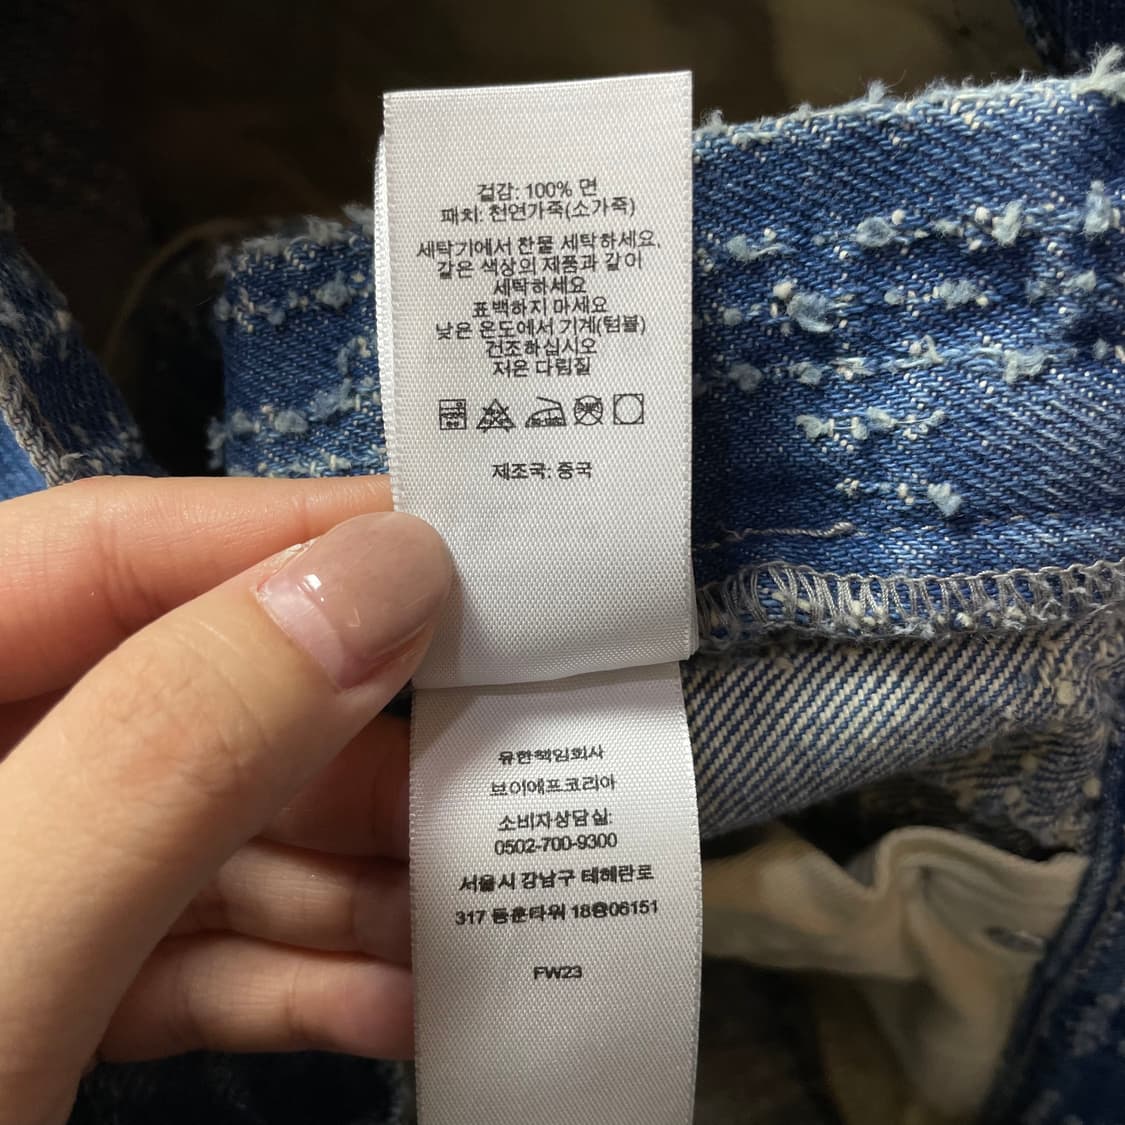 겉감: 100% 면
패치: 천연가죽(소가죽)
세탁기에서 찬물 세탁하세요,
같은 색상의 제품과 같이
세탁하세요
표백하지 마세요
낮은 온도에서 기계(텀블)
건조하십시오
저온 다림질
제조국: 중국
유한책임회사
브이에프코리아
소비자상담실:
0502-700-9300
서울시 강남구 테헤란로
317 동훈타워 18층06151
FW23